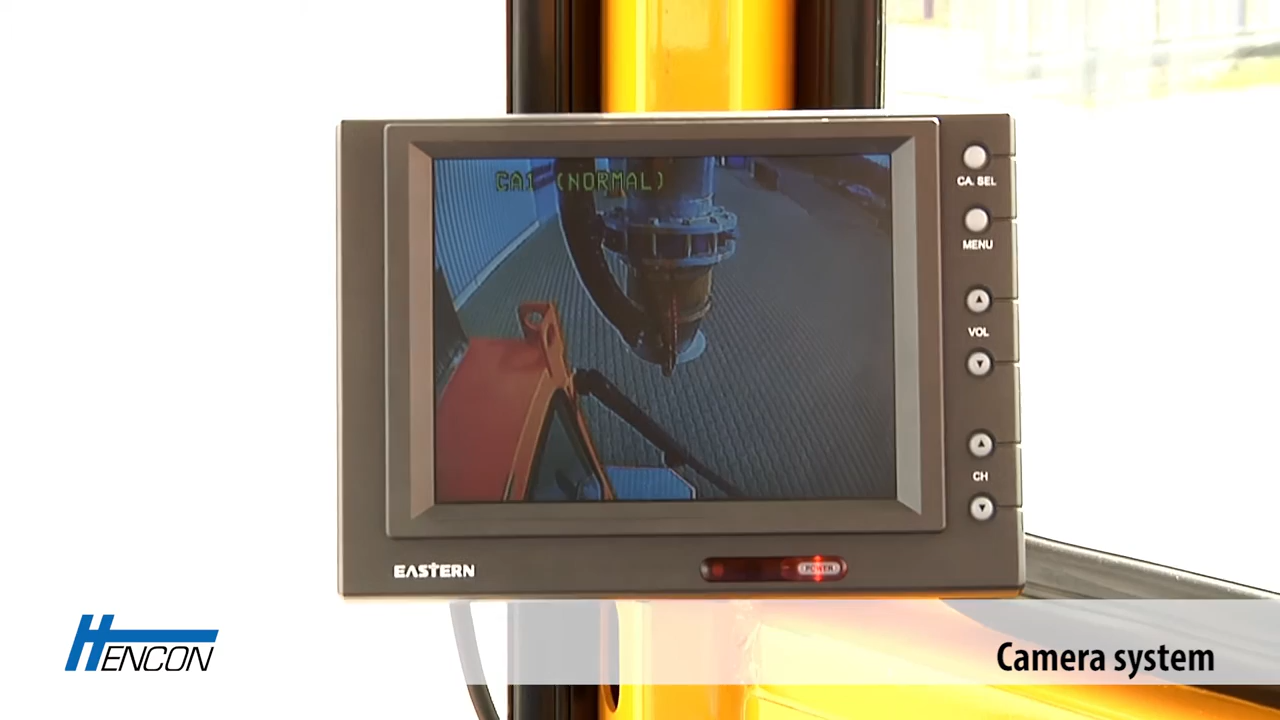 CA1 (NORMAL)
CA. SEL
MENU
VOL
CH
EASTERN
POWER
HENCON
Camera system